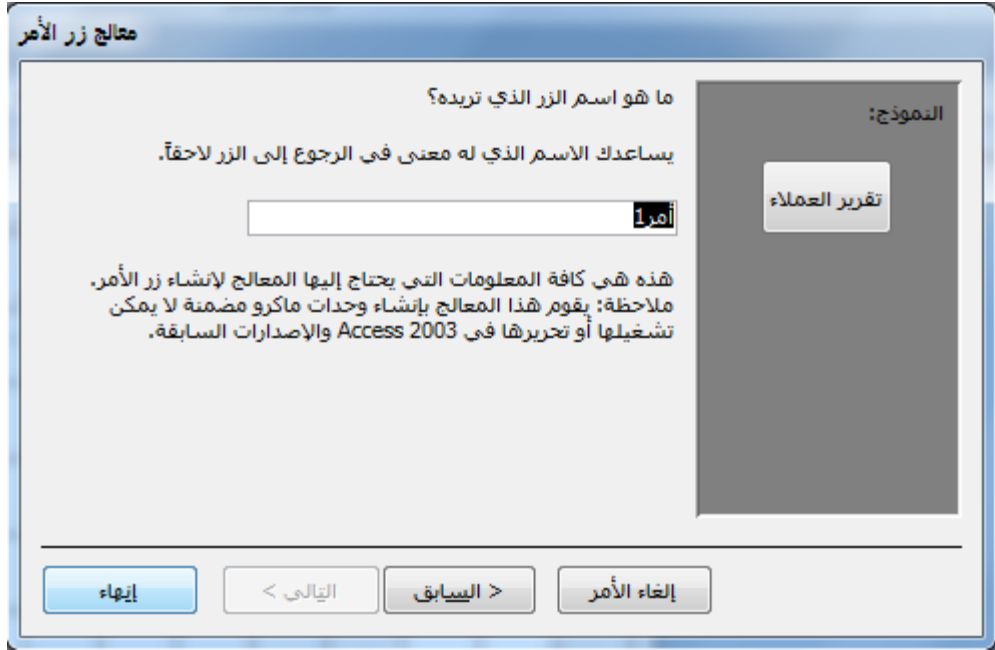 معالج زر الأمر
النموذج:
تقرير العملاء
ما هو اسم الزر الذي تريده؟
يساعدك الاسم الذي له معنى في الرجوع إلى الزر لاحقاً.
أمر1
هذه هي كافة المعلومات التي يحتاج إليها المعالج لإنشاء زر الأمر.
ملاحظة: يقوم هذا المعالج بإنشاء وحدات ماكرو مضمنة لا يمكن
تشغيلها أو تحريرها في Access 2003 والإصدارات السابقة.
إلغاء الأمر
< السابق
التالي >
إنهاء